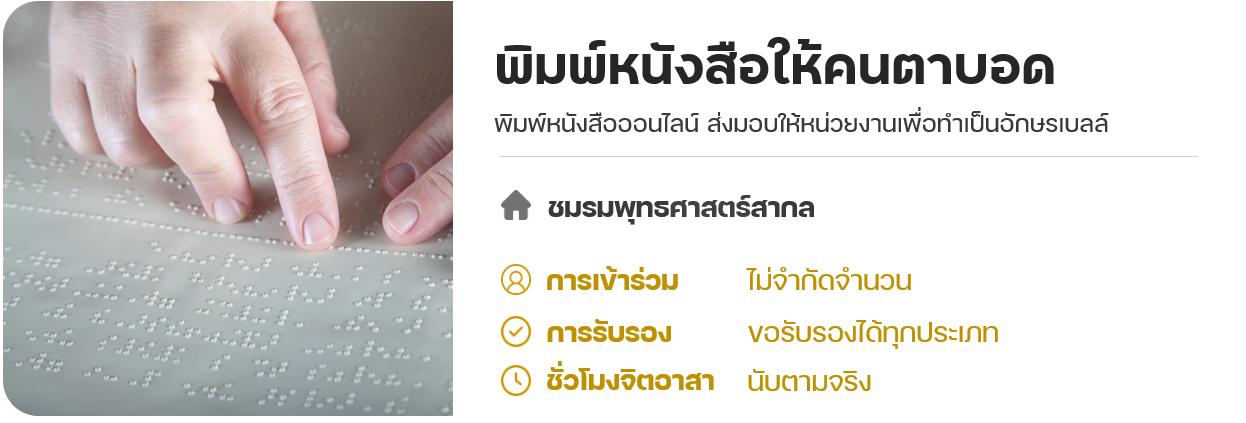 พิมพ์หนังสือให้คนตาบอด
พิมพ์หนังสือออนไลน์ ส่งมอบให้หน่วยงานเพื่อทำเป็นอักษรเบลล์
ชมรมพุทธศาสตร์สากล
การเข้าร่วม ไม่จำกัดจำนวน
การรับรอง ขอรับรองได้ทุกประเภท
ชั่วโมงจิตอาสา นับตามจริง